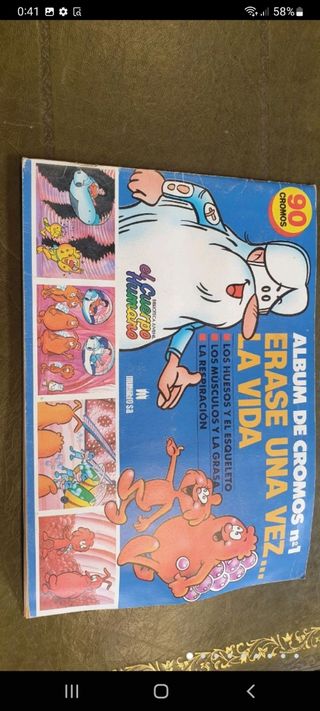 0:41
58%
90
CROMOS
ALBUM DE CROMOS nº1
ERASE UNA VEZ...
LA VIDA
LOS HUESOS Y EL ESQUELETO
LOS MÚSCULOS Y LA GRASA
LA RESPIRACIÓN
el Cuerpo
Humano